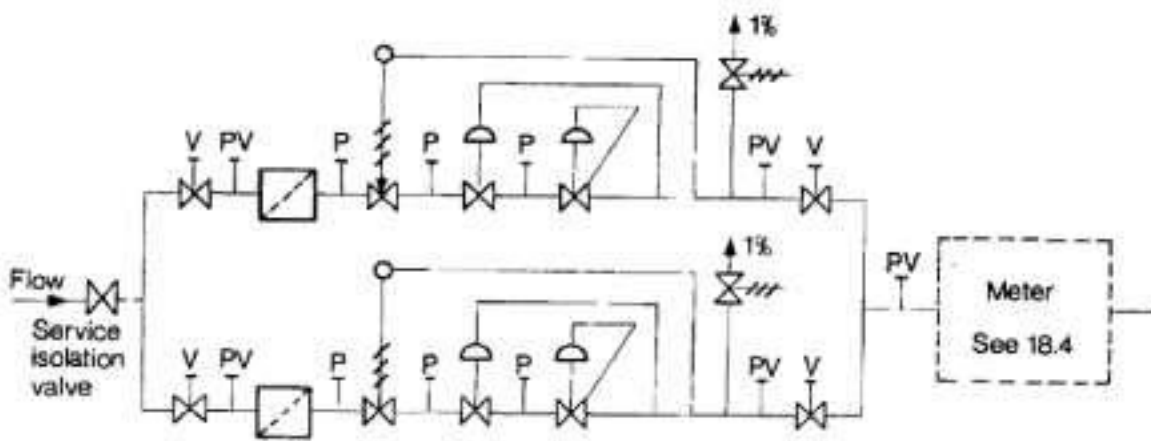 1%
V PV P P P PV V
1%
Flow
PV
Service
isolation
valve
Meter
See 18.4
V PV P P P PV V